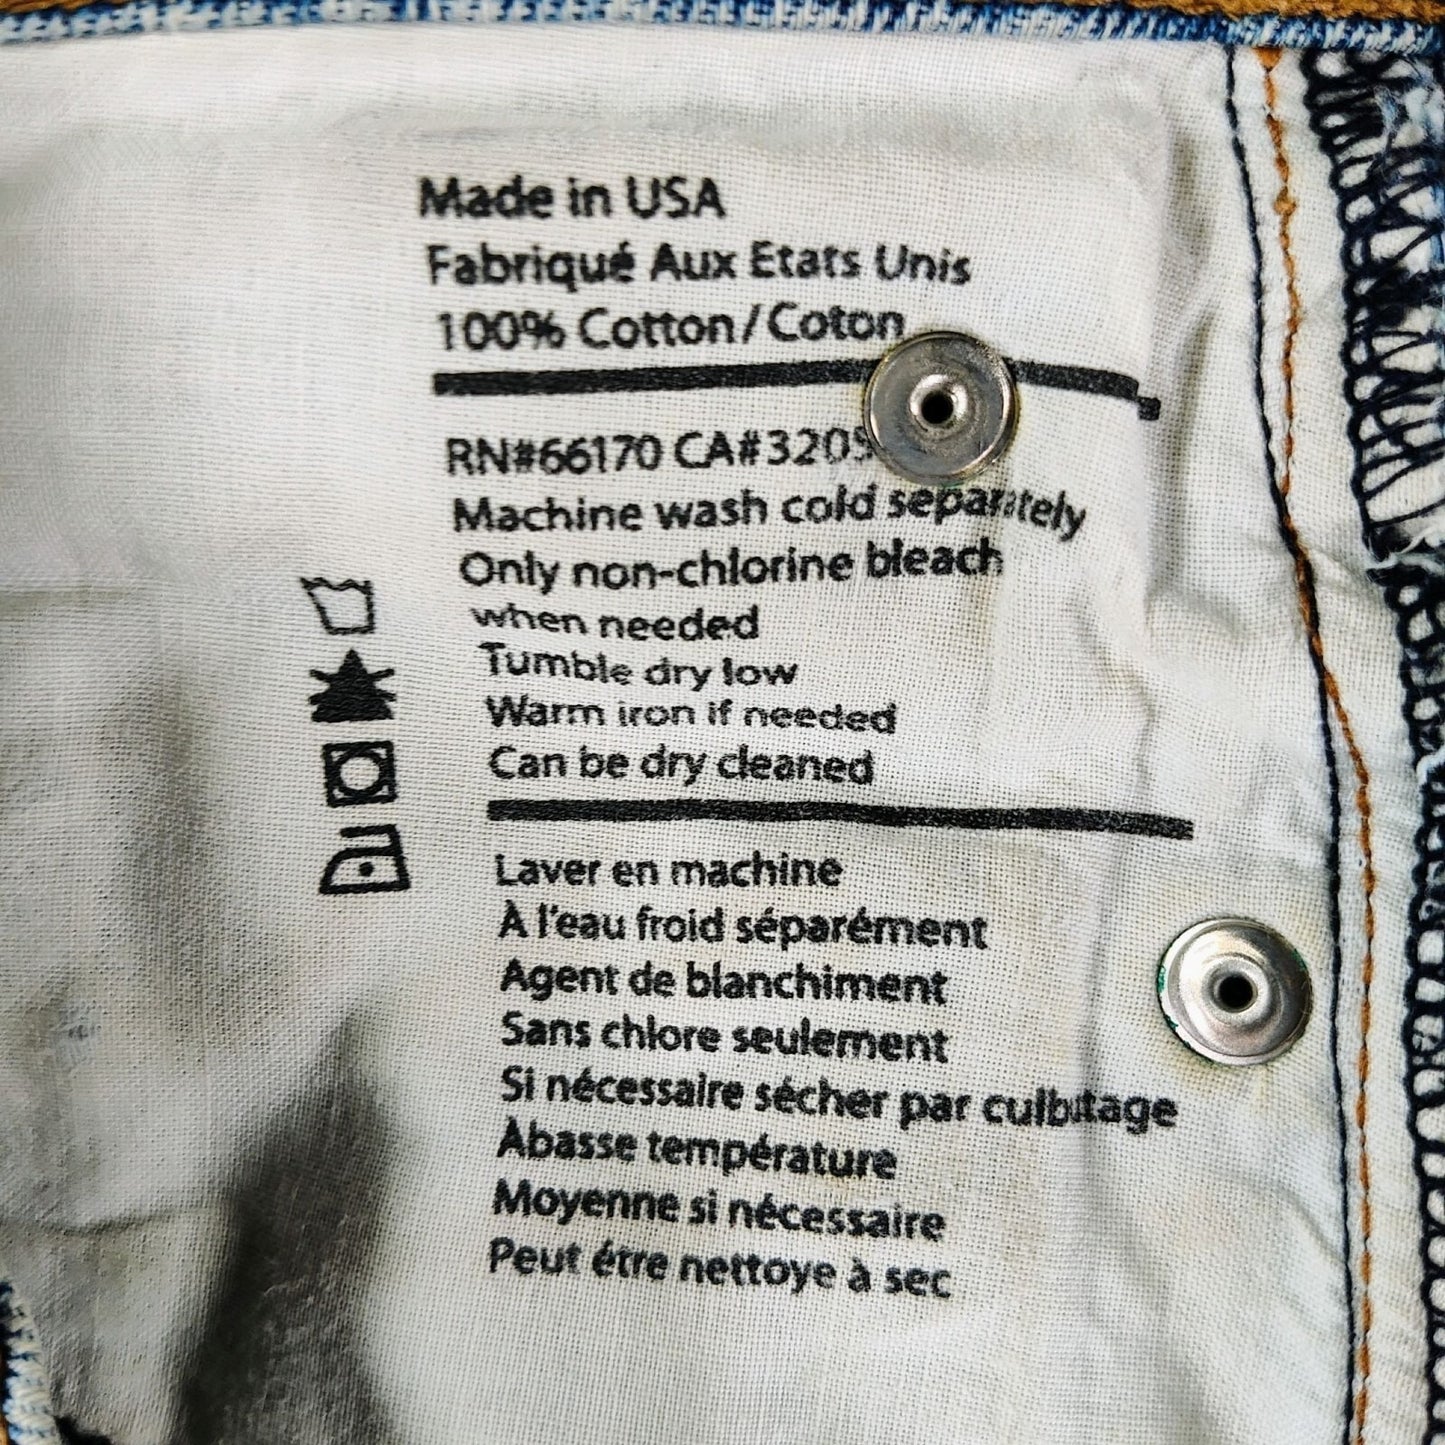 Made in USA
Fabriqué Aux Etats Unis
100% Cotton/Coton
RN#66170 CA#3205
Machine wash cold separately
Only non-chlorine bleach
when needed
Tumble dry low
Warm iron if needed
Can be dry cleaned
Laver en machine
À l'eau froid séparément
Agent de blanchiment
Sans chlore seulement
Si nécessaire sécher par culbutage
Àbasse température
Moyenne si nécessaire
Peut étre nettoye à sec